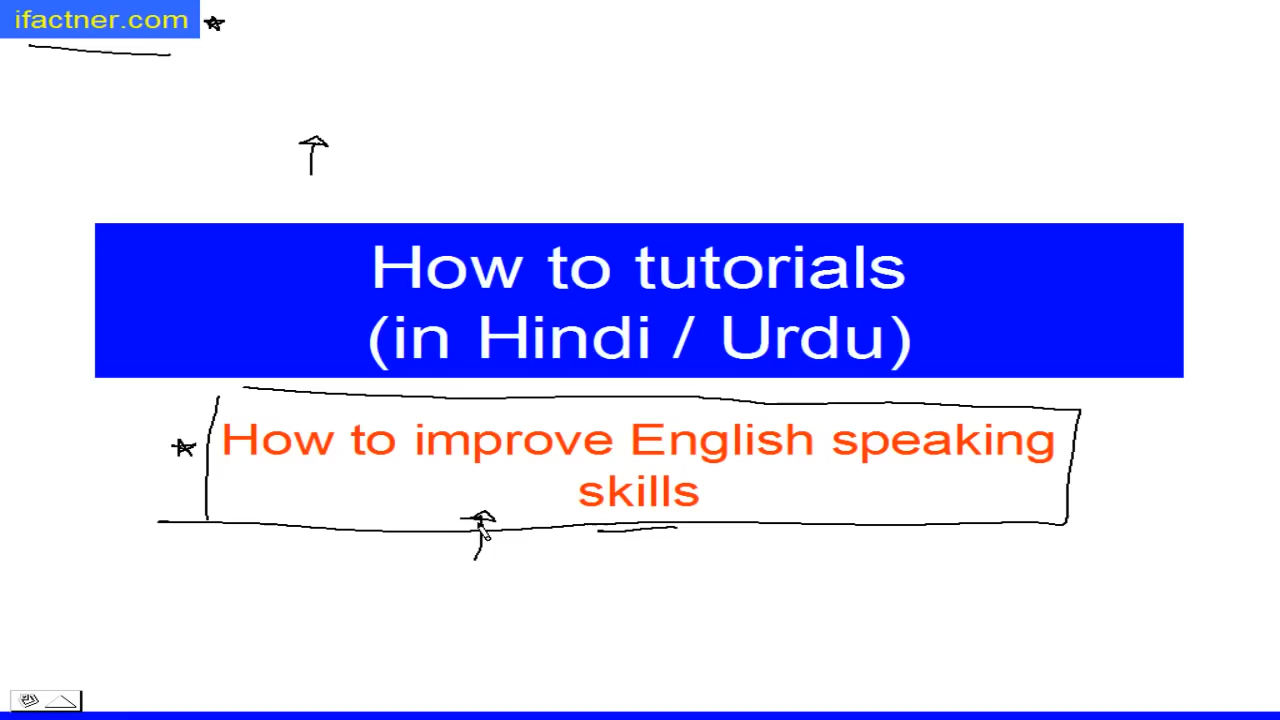 ifactner.com
How to tutorials
(in Hindi / Urdu)
How to improve English speaking
skills